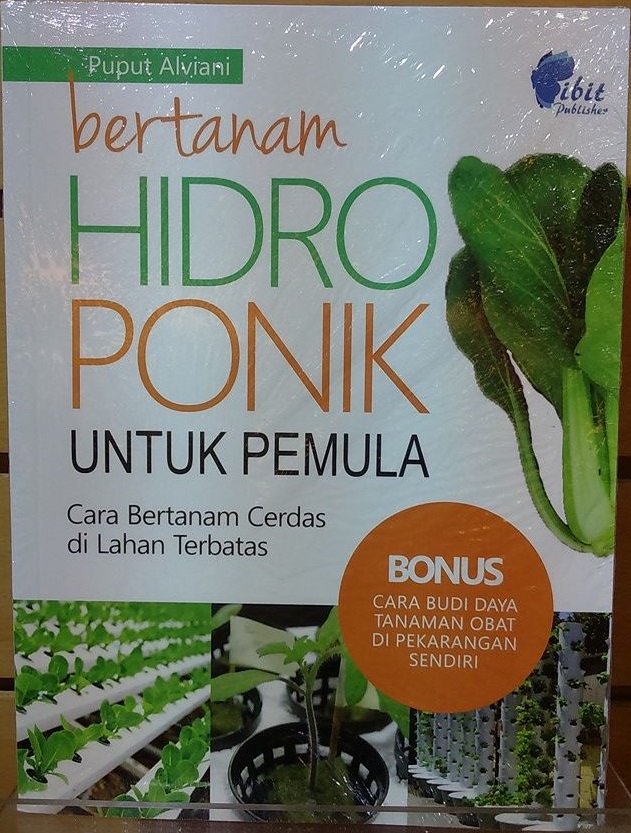 Puput Alviani
ibit
Publisher
bertanam
HIDRO
PONIK
UNTUK PEMULA
Cara Bertanam Cerdas
di Lahan Terbatas
BONUS
CARA BUDI DAYA
TANAMAN OBAT
DI PEKARANGAN
SENDIRI